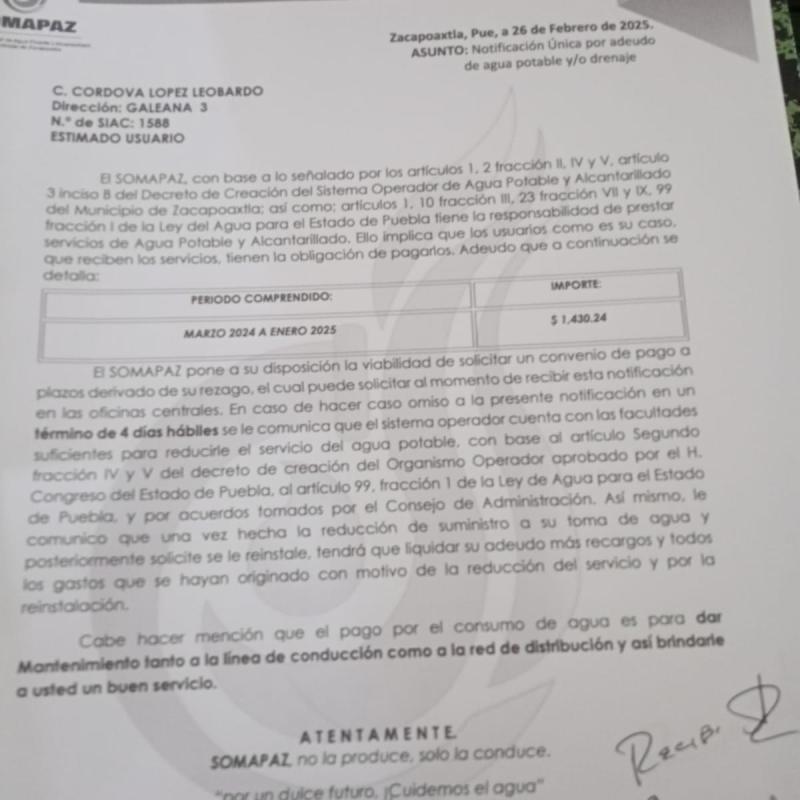 OMAPAZ
Zacapoaxtla, Pue, a 26 de Febrero de 2025.
ASUNTO: Notificación Única por adeudo
de agua potable y/o drenaje
C. CORDOVA LOPEZ LEOBARDO
Dirección: GALEANA 3
N.° de SIAC: 1588
ESTIMADO USUARIO
El SOMAPAZ, con base a lo señalado por los artículos 1, 2 fracción II, IV y V, artículo
3 inciso B del Decreto de Creación del Sistema Operador de Agua Potable y Alcantarillado
del Municipio de Zacapoaxtla; así como; artículos 1, 10 fracción III, 23 fracción VII y IX, 99
fracción I de la Ley del Agua para el Estado de Puebla tiene la responsabilidad de prestar
servicios de Agua Potable y Alcantarillado. Ello implica que los usuarios como es su caso,
que reciben los servicios, tienen la obligación de pagarlos. Adeudo que a continuación se
detalla:
PERIODO COMPRENDIDO: IMPORTE:
MARZO 2024 A ENERO 2025 $ 1,430.24
El SOMAPAZ pone a su disposición la viabilidad de solicitar un convenio de pago a
plazos derivado de su rezago, el cual puede solicitar al momento de recibir esta notificación
en las oficinas centrales. En caso de hacer caso omiso a la presente notificación en un
término de 4 días hábiles se le comunica que el sistema operador cuenta con las facultades
suficientes para reducirle el servicio del agua potable, con base al artículo Segundo
fracción IV y V del decreto de creación del Organismo Operador aprobado por el H.
Congreso del Estado de Puebla, al artículo 99, fracción 1 de la Ley de Agua para el Estado
de Puebla, y por acuerdos tomados por el Consejo de Administración. Así mismo, le
comunico que una vez hecha la reducción de suministro a su toma de agua y
posteriormente solicite se le reinstale, tendrá que liquidar su adeudo más recargos y todos
los gastos que se hayan originado con motivo de la reducción del servicio y por la
reinstalación.
Cabe hacer mención que el pago por el consumo de agua es para dar
Mantenimiento tanto a la línea de conducción como a la red de distribución y así brindarle
a usted un buen servicio.
ATENTAMENTE.
SOMAPAZ, no la produce, solo la conduce.
"por un dulce futuro, ¡Cuidemos el agua"
Recibi